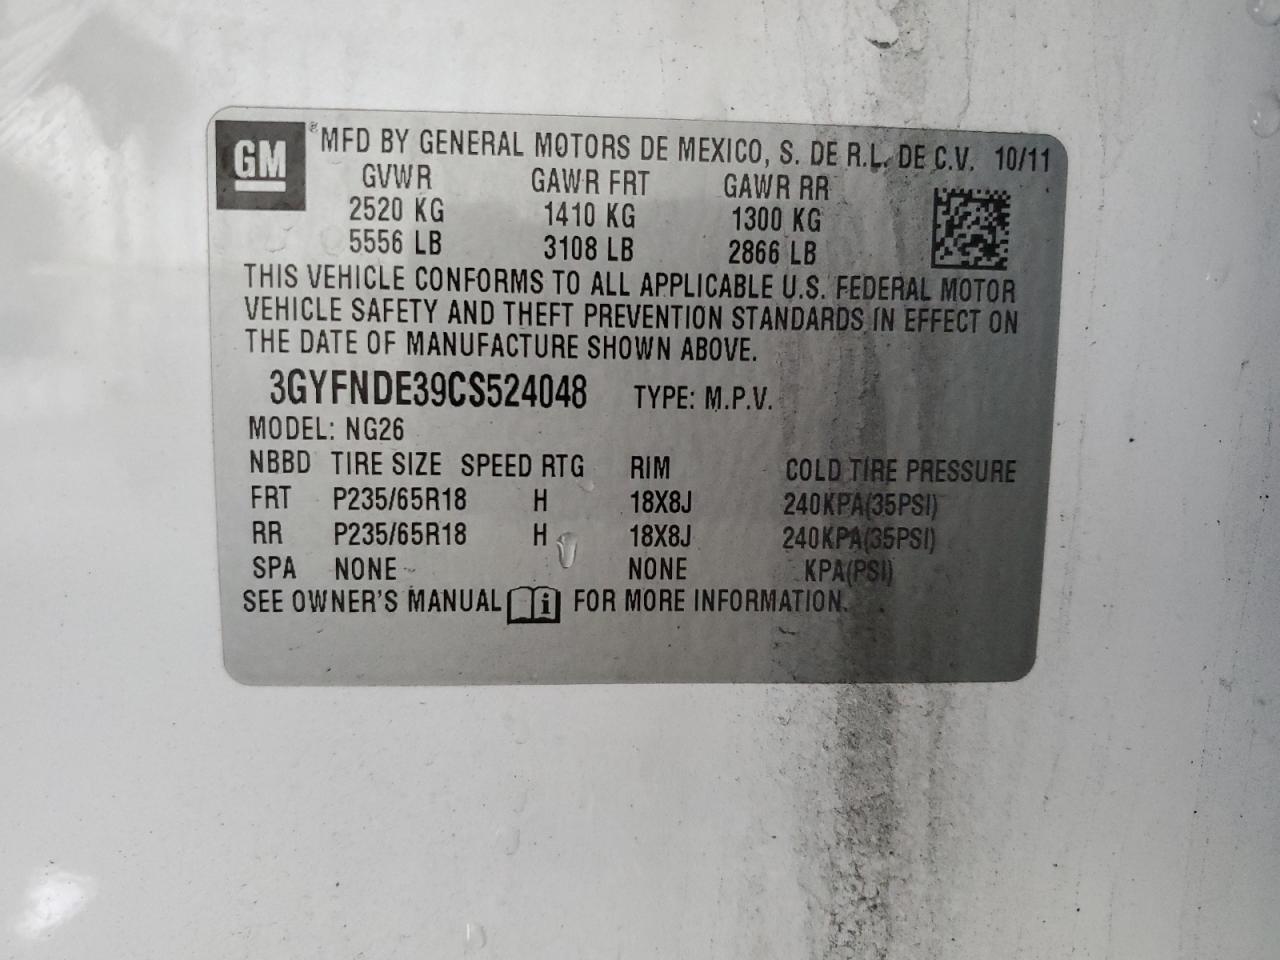 GM ® MFD BY GENERAL MOTORS DE MEXICO, S. DE R.L. DE C.V. 10/11
GVWR GAWR FRT GAWR RR
2520 KG 1410 KG 1300 KG
5556 LB 3108 LB 2866 LB
THIS VEHICLE CONFORMS TO ALL APPLICABLE U.S. FEDERAL MOTOR
VEHICLE SAFETY AND THEFT PREVENTION STANDARDS IN EFFECT ON
THE DATE OF MANUFACTURE SHOWN ABOVE.
3GYFNDE39CS524048 TYPE: M.P.V.
MODEL: NG26
NBBD TIRE SIZE SPEED RTG RIM COLD TIRE PRESSURE
FRT P235/65R18 H 18X8J 240KPA(35PSI)
RR P235/65R18 H 18X8J 240KPA(35PSI)
SPA NONE NONE KPA(PSI)
SEE OWNER'S MANUAL i FOR MORE INFORMATION.